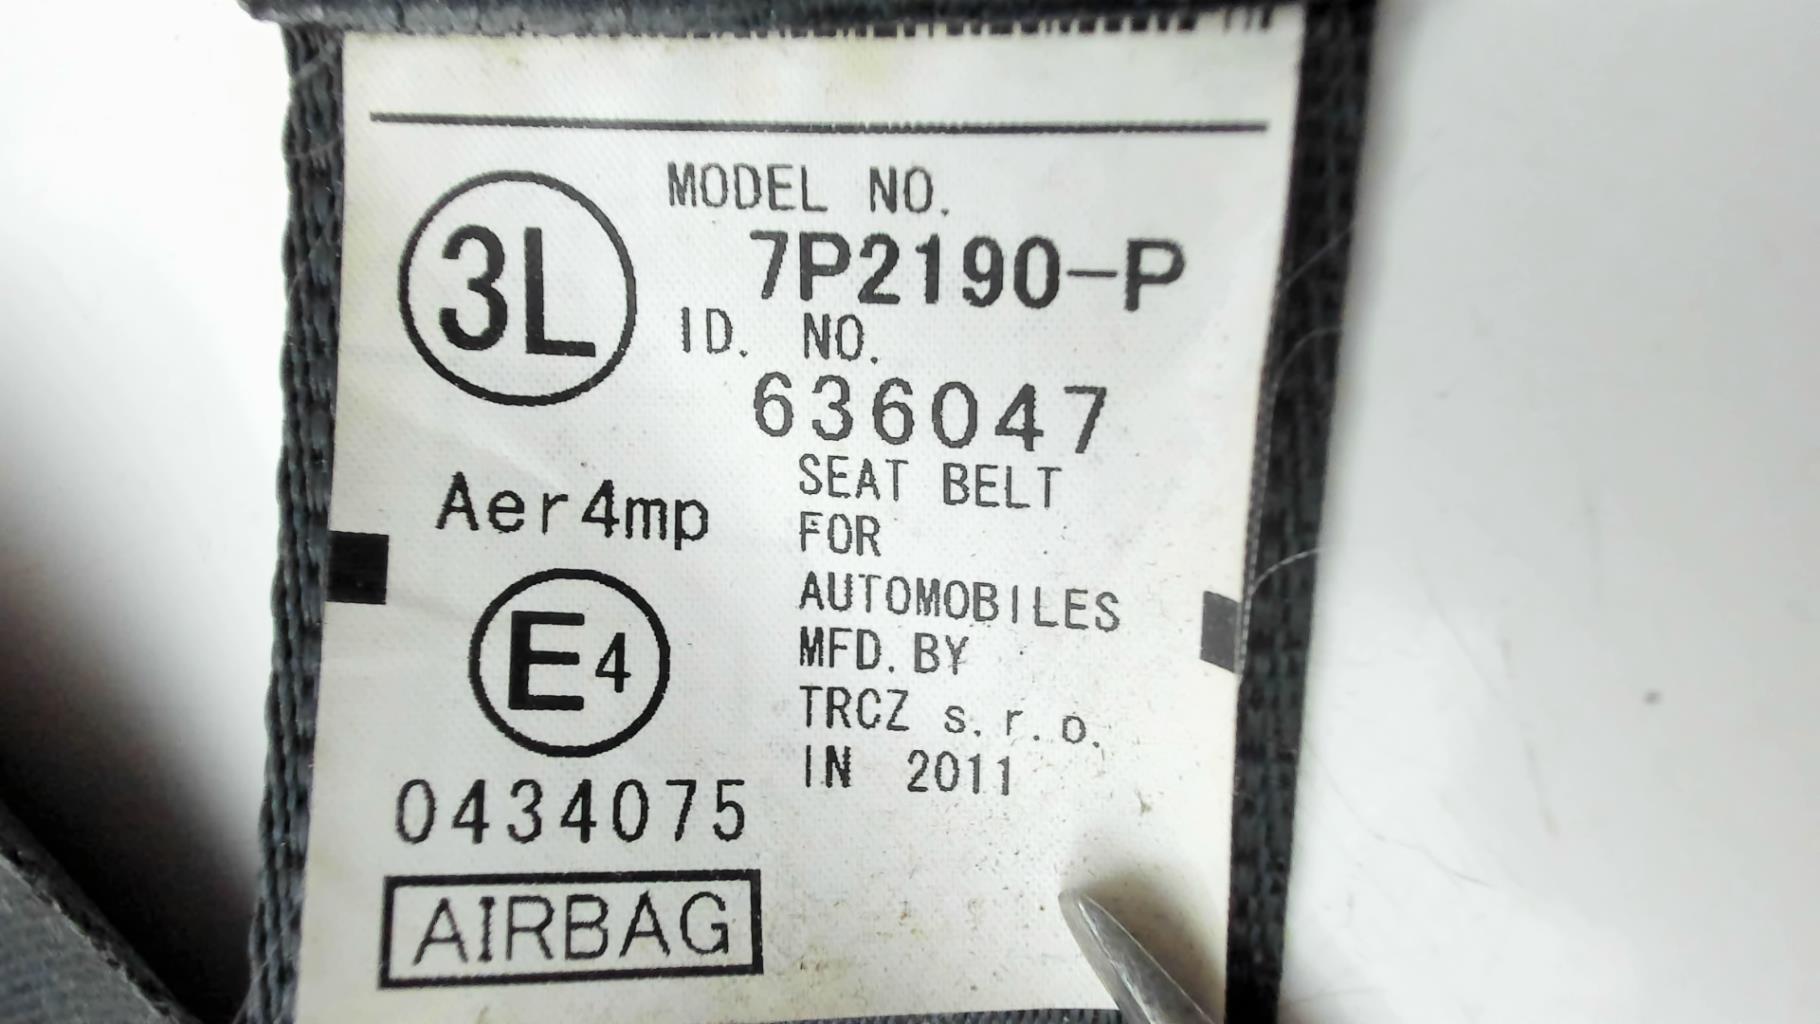 3L
MODEL NO.
7P2190-P
ID. NO.
636047
Aer4mp
E4
0434075
AIRBAG
SEAT BELT
FOR
AUTOMOBILES
MFD. BY
TRCZ s.r.o.
IN 2011